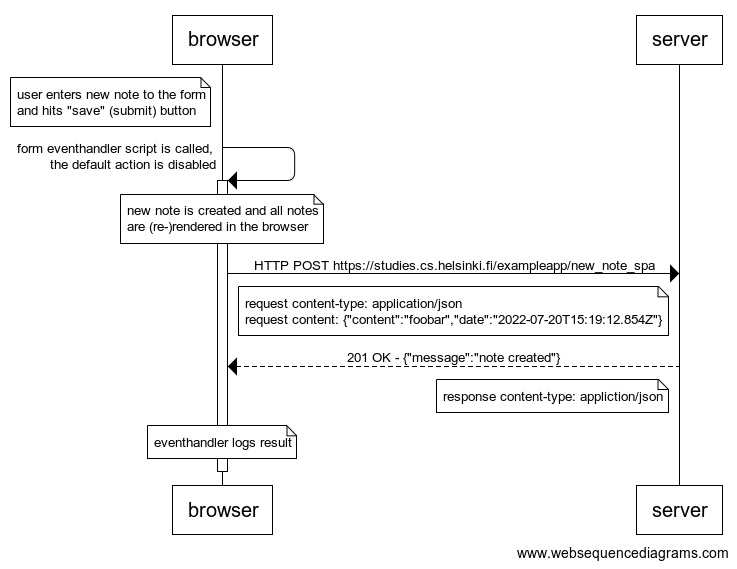 browser
server
user enters new note to the form
and hits "save" (submit) button
form eventhandler script is called,
the default action is disabled
new note is created and all notes
are (re-)rendered in the browser
HTTP POST https://studies.cs.helsinki.fi/exampleapp/new_note_spa
request content-type: application/json
request content: {"content":"foobar","date":"2022-07-20T15:19:12.854Z"}
201 OK - {"message":"note created"}
response content-type: appliction/json
eventhandler logs result
browser
server
www.websequencediagrams.com